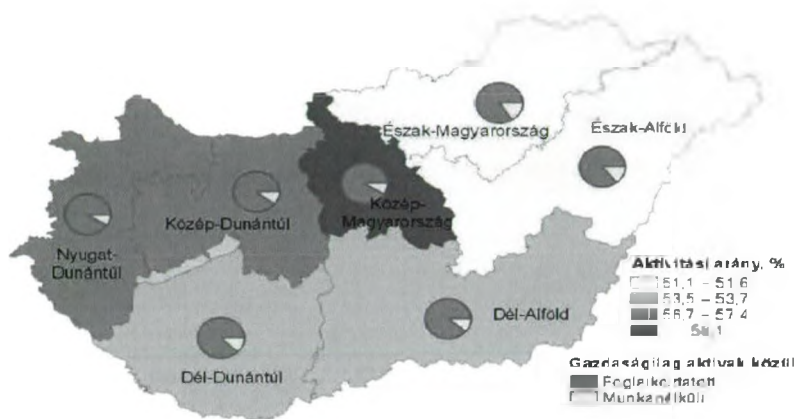 Észak-Magyarország
Észak-Alföld
Közép-Dunántúl
Közép-
Magyarország
Nyugat-
Dunántúl
Dél-Alföld
Dél-Dunántúl
Aktivitási arány, %
51,1 – 51,6
53,5 – 53,7
56,7 – 57,4
Gazdaságilag aktívak közül
Foglalkoztatott
Munkanélküli